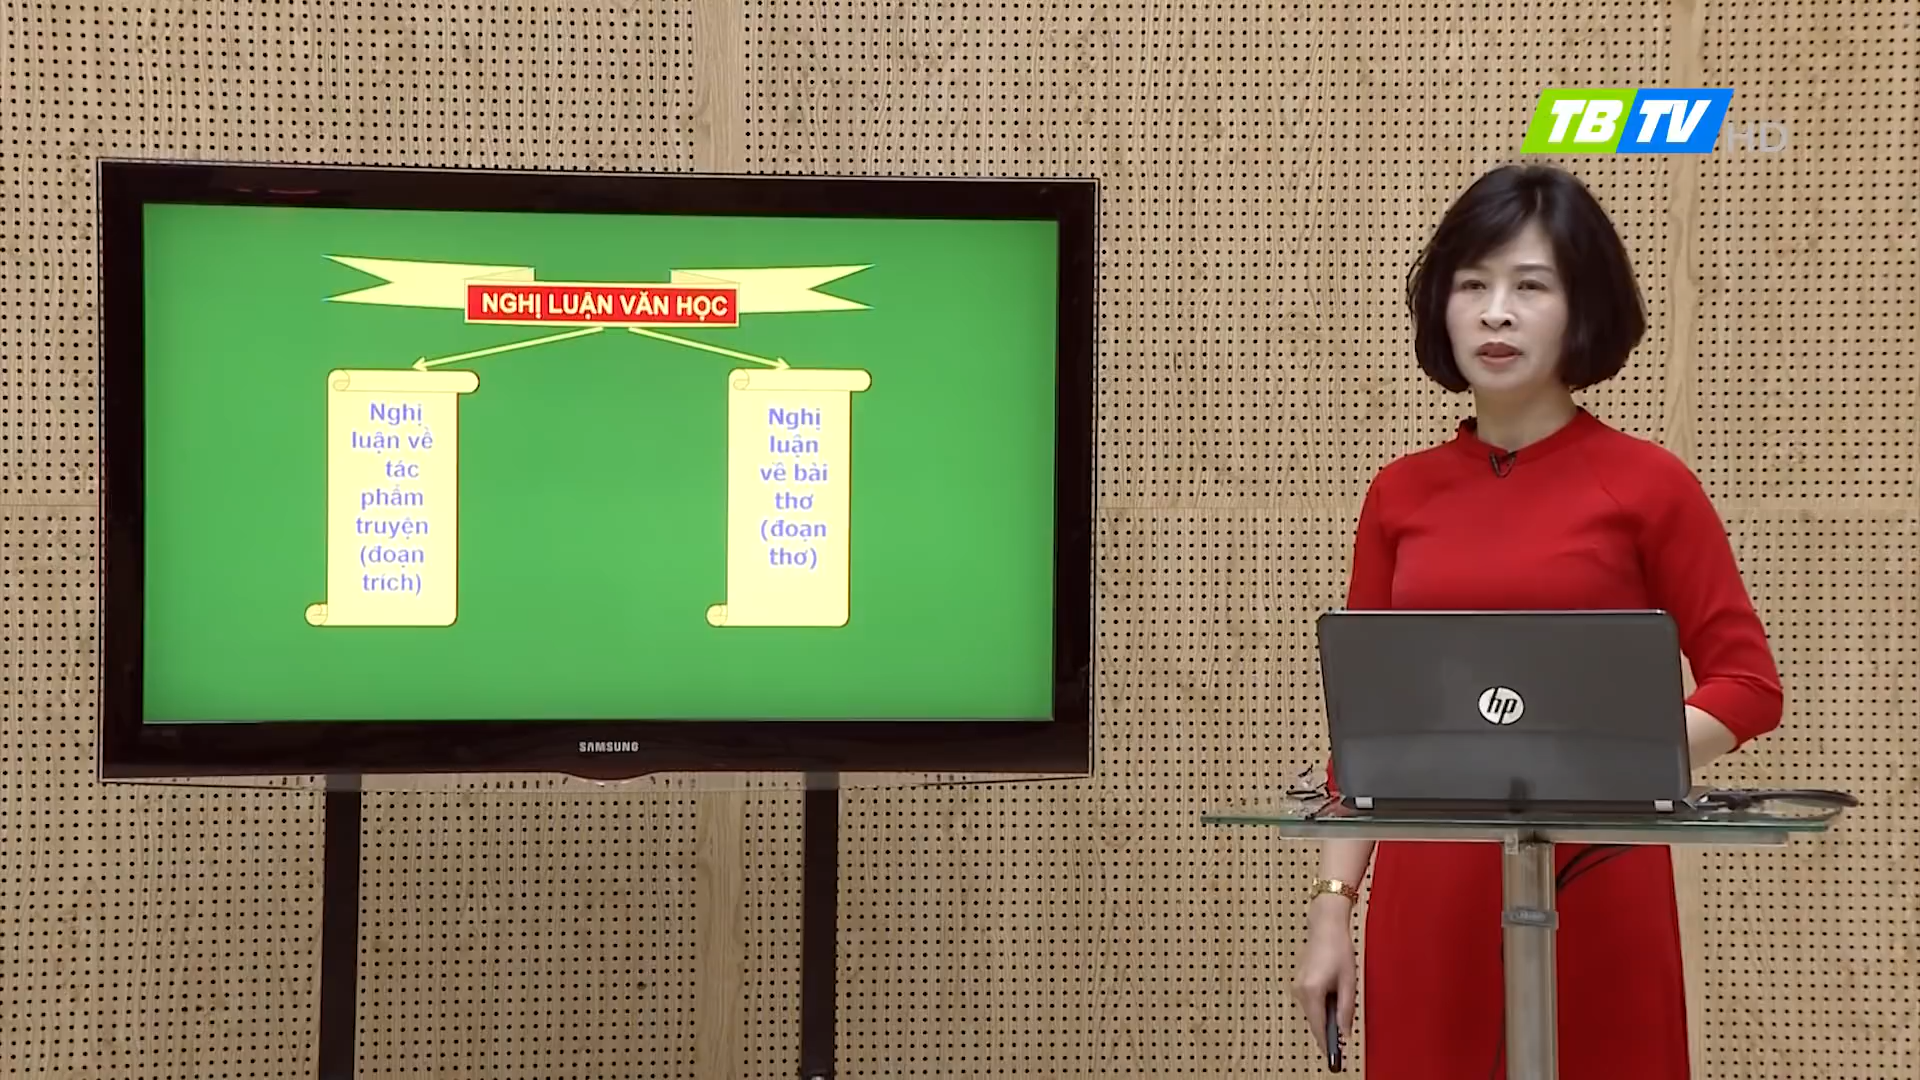 TBTV HD
NGHỊ LUẬN VĂN HỌC
Nghị
luận về
tác
phẩm
truyện
(đoạn
trích)
Nghị
luận
về bài
thơ
(đoạn
thơ)
SAMSUNG
hp